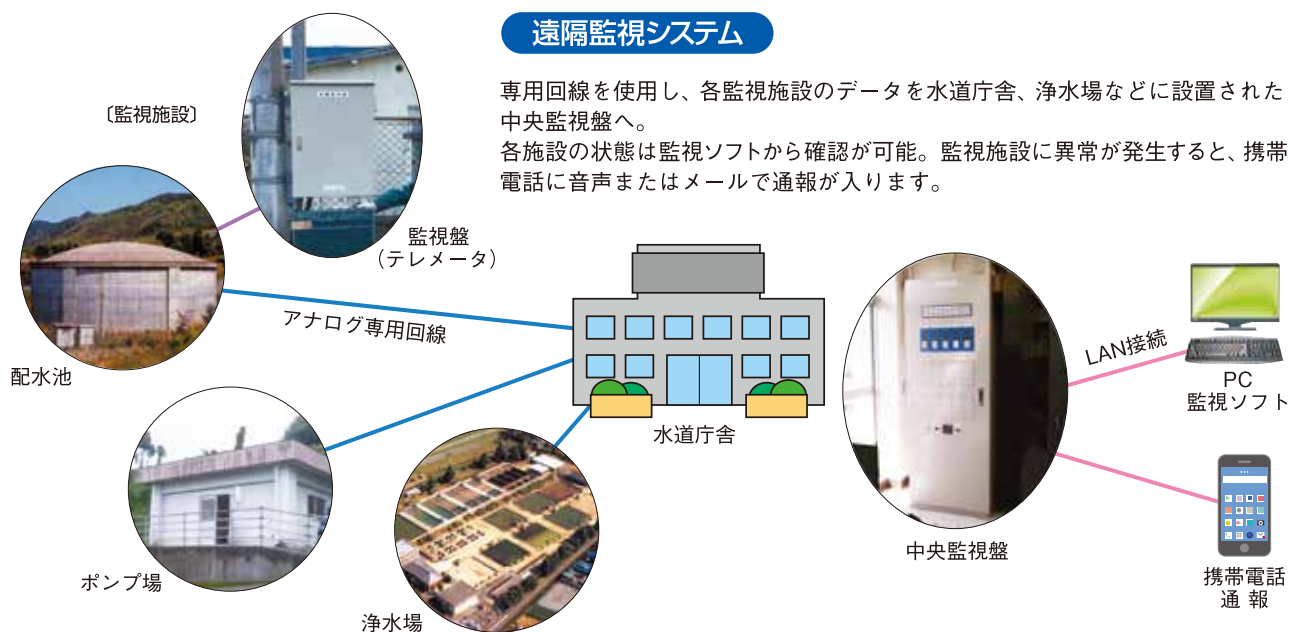 遠隔監視システム
専用回線を使用し、各監視施設のデータを水道庁舎、浄水場などに設置された
中央監視盤へ。
各施設の状態は監視ソフトから確認が可能。監視施設に異常が発生すると、携帯
電話に音声またはメールで通報が入ります。
〔監視施設〕
監視盤
（テレメータ）
アナログ専用回線
配水池
ポンプ場
浄水場
水道庁舎
中央監視盤
LAN接続
PC
監視ソフト
携帯電話
通 報